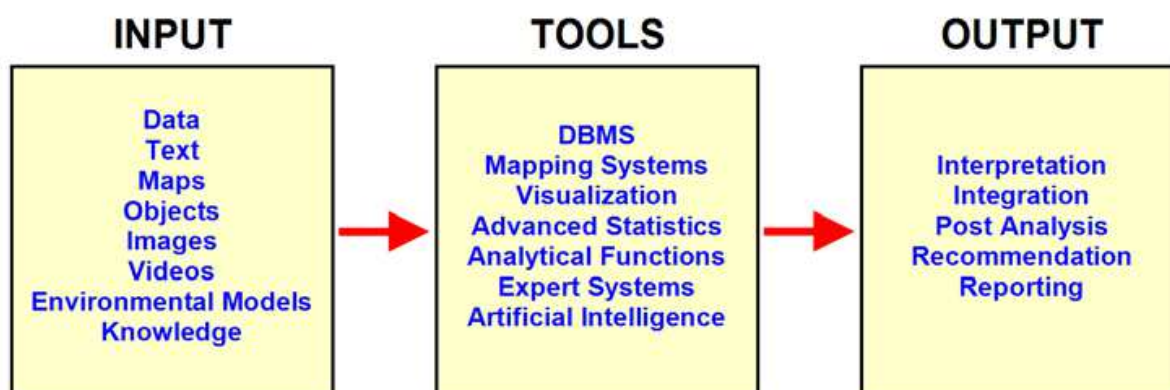 INPUT
Data
Text
Maps
Objects
Images
Videos
Environmental Models
Knowledge
TOOLS
DBMS
Mapping Systems
Visualization
Advanced Statistics
Analytical Functions
Expert Systems
Artificial Intelligence
OUTPUT
Interpretation
Integration
Post Analysis
Recommendation
Reporting